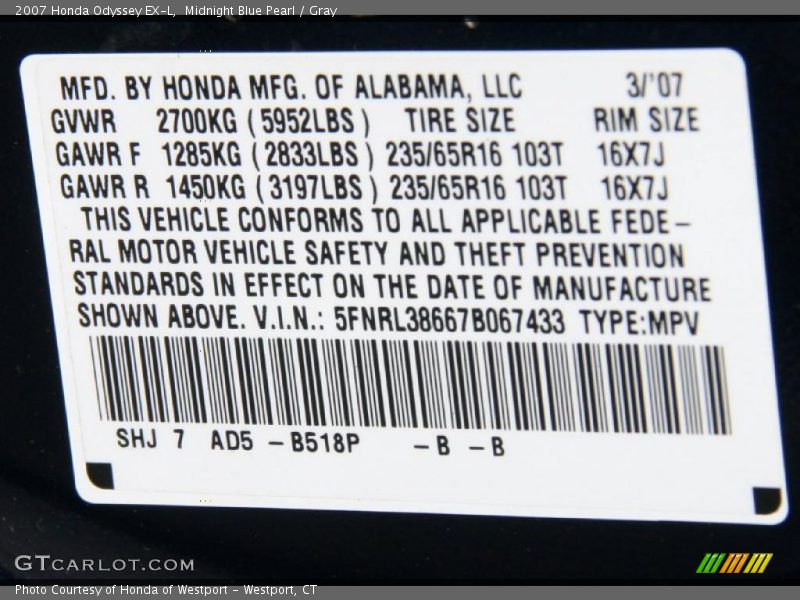 2007 Honda Odyssey EX-L, Midnight Blue Pearl / Gray
MFD. BY HONDA MFG. OF ALABAMA, LLC 3/'07
GVWR 2700KG (5952LBS) TIRE SIZE RIM SIZE
GAWR F 1285KG (2833LBS) 235/65R16 103T 16X7J
GAWR R 1450KG (3197LBS) 235/65R16 103T 16X7J
THIS VEHICLE CONFORMS TO ALL APPLICABLE FEDE-
RAL MOTOR VEHICLE SAFETY AND THEFT PREVENTION
STANDARDS IN EFFECT ON THE DATE OF MANUFACTURE
SHOWN ABOVE. V.I.N.: 5FNRL38667B067433 TYPE:MPV
SHJ 7 AD5 -B518P -B -B
GTCARLOT.COM
Photo Courtesy of Honda of Westport - Westport, CT